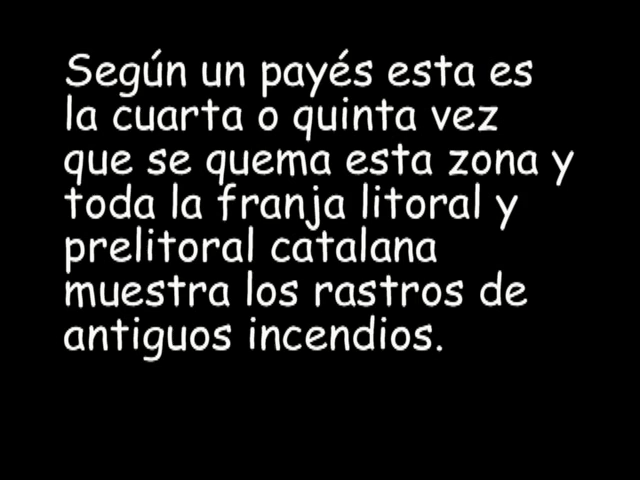 Según un payés esta es
la cuarta o quinta vez
que se quema esta zona y
toda la franja litoral y
prelitoral catalana
muestra los rastros de
antiguos incendios.